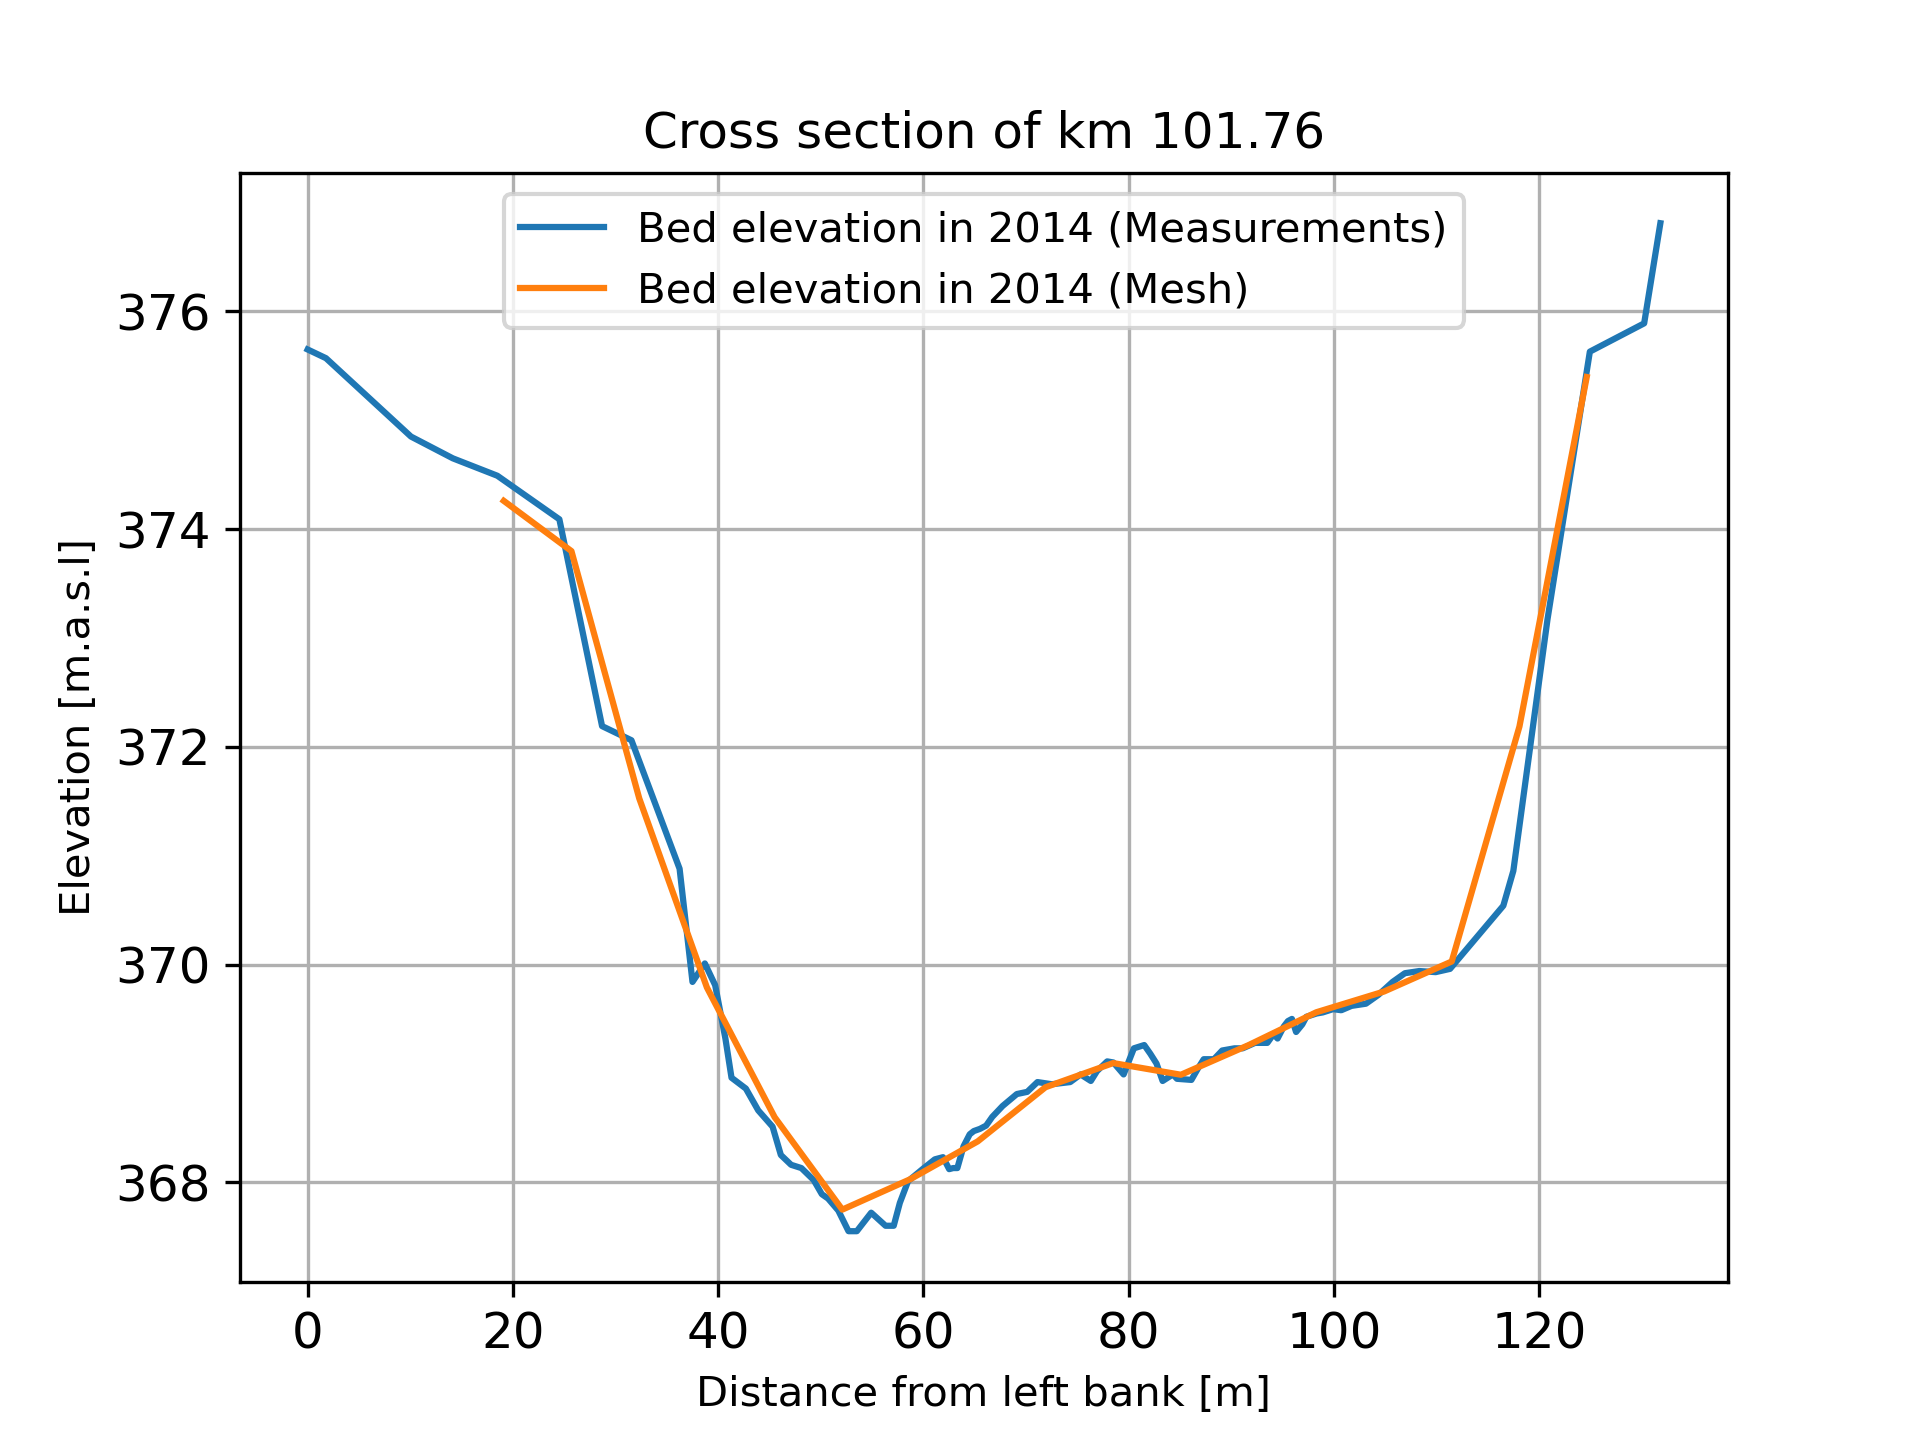 Cross section of km 101.76
Bed elevation in 2014 (Measurements)
Bed elevation in 2014 (Mesh)
Elevation [m.a.s.l]
376
374
372
370
368
0 20 40 60 80 100 120
Distance from left bank [m]